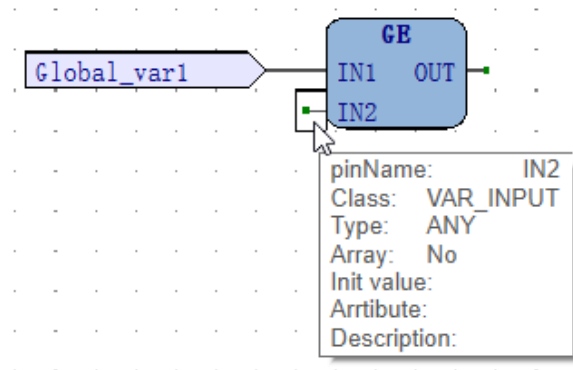 GE
Global_var1
IN1 OUT
IN2
pinName: IN2
Class: VAR_INPUT
Type: ANY
Array: No
Init value:
Arrtibute:
Description: